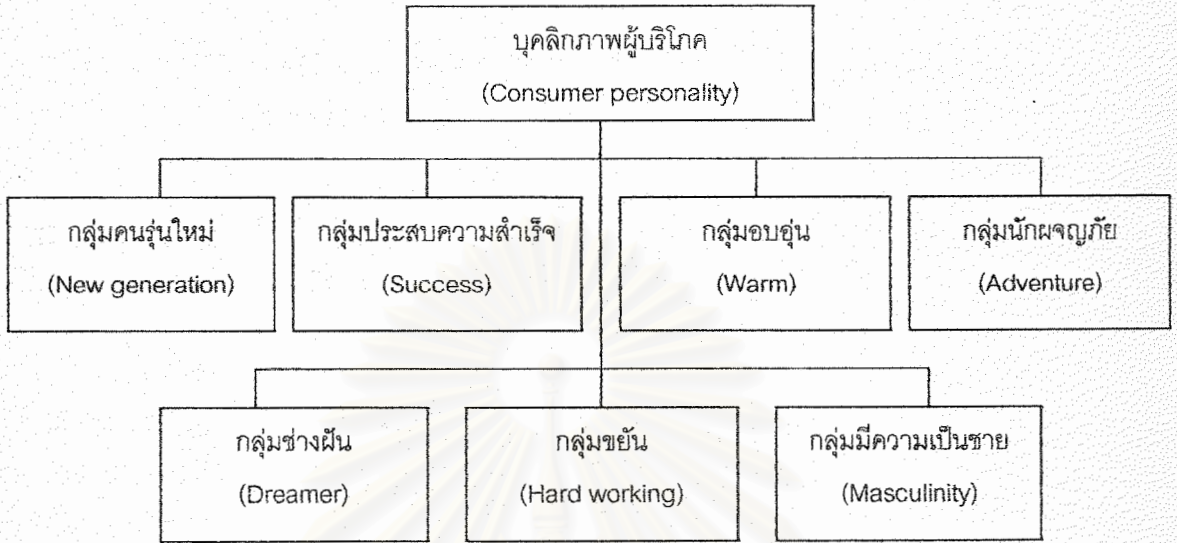 บุคลิกภาพผู้บริโภค
(Consumer personality)
กลุ่มคนรุ่นใหม่
(New generation)
กลุ่มประสบความสำเร็จ
(Success)
กลุ่มอบอุ่น
(Warm)
กลุ่มนักผจญภัย
(Adventure)
กลุ่มช่างฝัน
(Dreamer)
กลุ่มขยัน
(Hard working)
กลุ่มมีความเป็นชาย
(Masculinity)